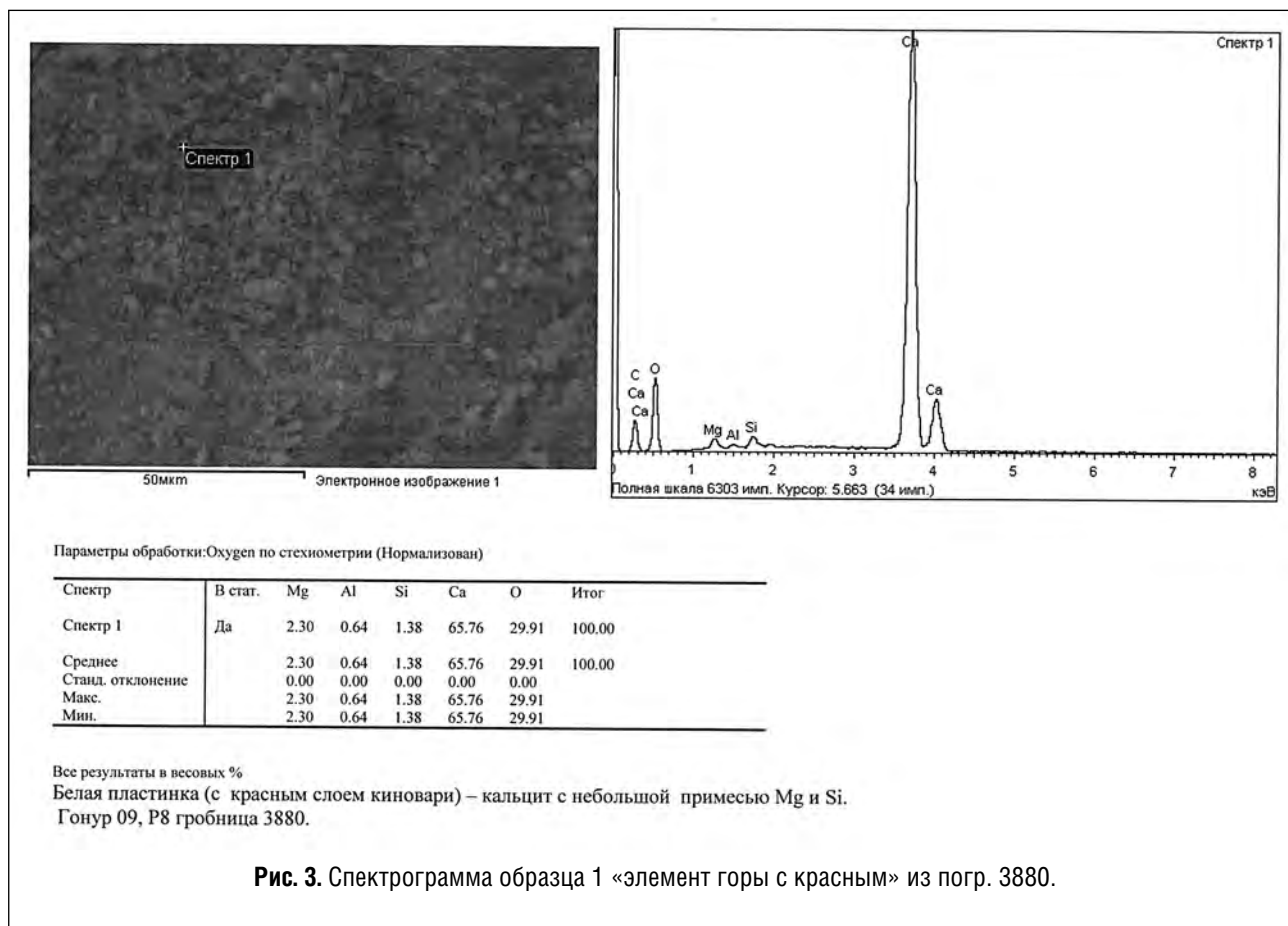 Спектр 1
50мкм
Электронное изображение 1
Спектр 1
Ca
C
O
Ca
Ca
Mg
Al
Si
Ca
1 2 3 4 5 6 7 8
Полная шкала 6303 имп. Курсор: 5.663 (34 имп.)
кэВ
Параметры обработки:Oxygen по стехиометрии (Нормализован)
Спектр В стат. Mg Al Si Ca O Итог
Спектр 1 Да 2.30 0.64 1.38 65.76 29.91 100.00
Среднее 2.30 0.64 1.38 65.76 29.91 100.00
Станд. отклонение 0.00 0.00 0.00 0.00 0.00
Макс. 2.30 0.64 1.38 65.76 29.91
Мин. 2.30 0.64 1.38 65.76 29.91
Все результаты в весовых %
Белая пластинка (с красным слоем киновари) – кальцит с небольшой примесью Mg и Si.
Гонур 09, Р8 гробница 3880.
Рис. 3. Спектрограмма образца 1 «элемент горы с красным» из погр. 3880.